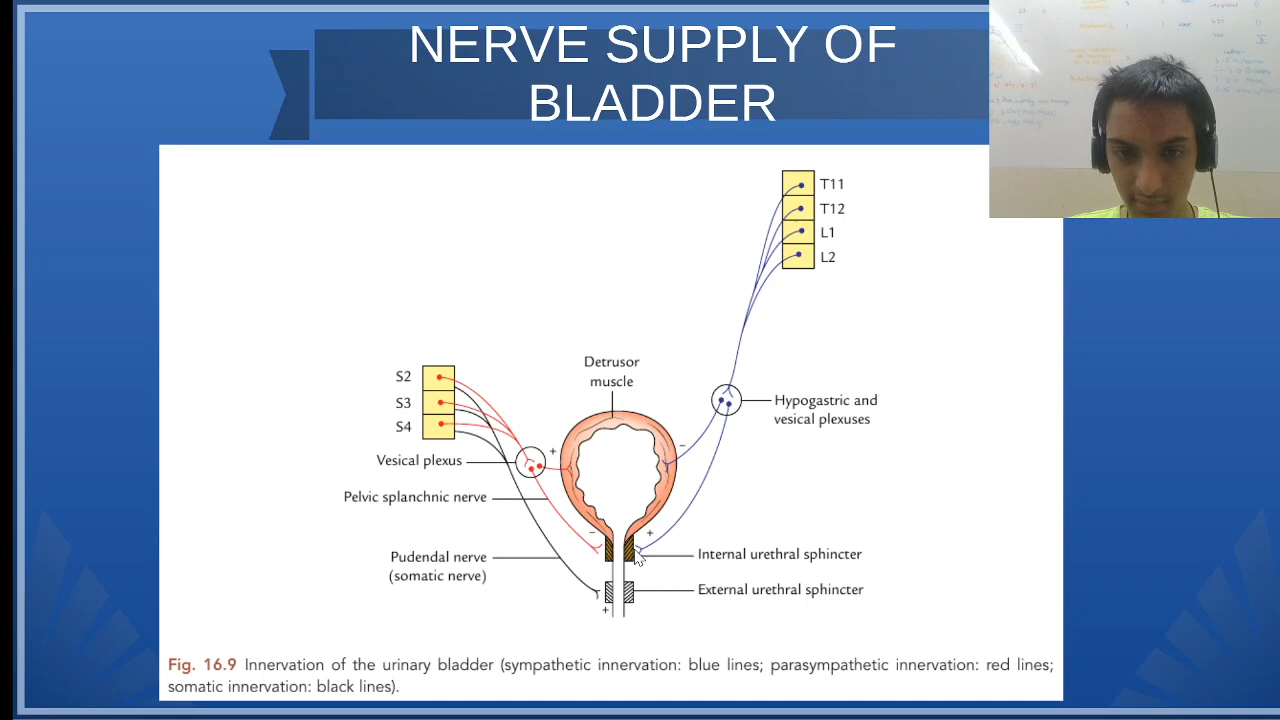 NERVE SUPPLY OF
BLADDER
T11
T12
L1
L2
Detrusor
muscle
S2
S3
S4
Hypogastric and
vesical plexuses
−
+
Vesical plexus
Pelvic splanchnic nerve
−
+
Pudendal nerve
(somatic nerve)
Internal urethral sphincter
External urethral sphincter
+
Fig. 16.9 Innervation of the urinary bladder (sympathetic innervation: blue lines; parasympathetic innervation: red lines;
somatic innervation: black lines).